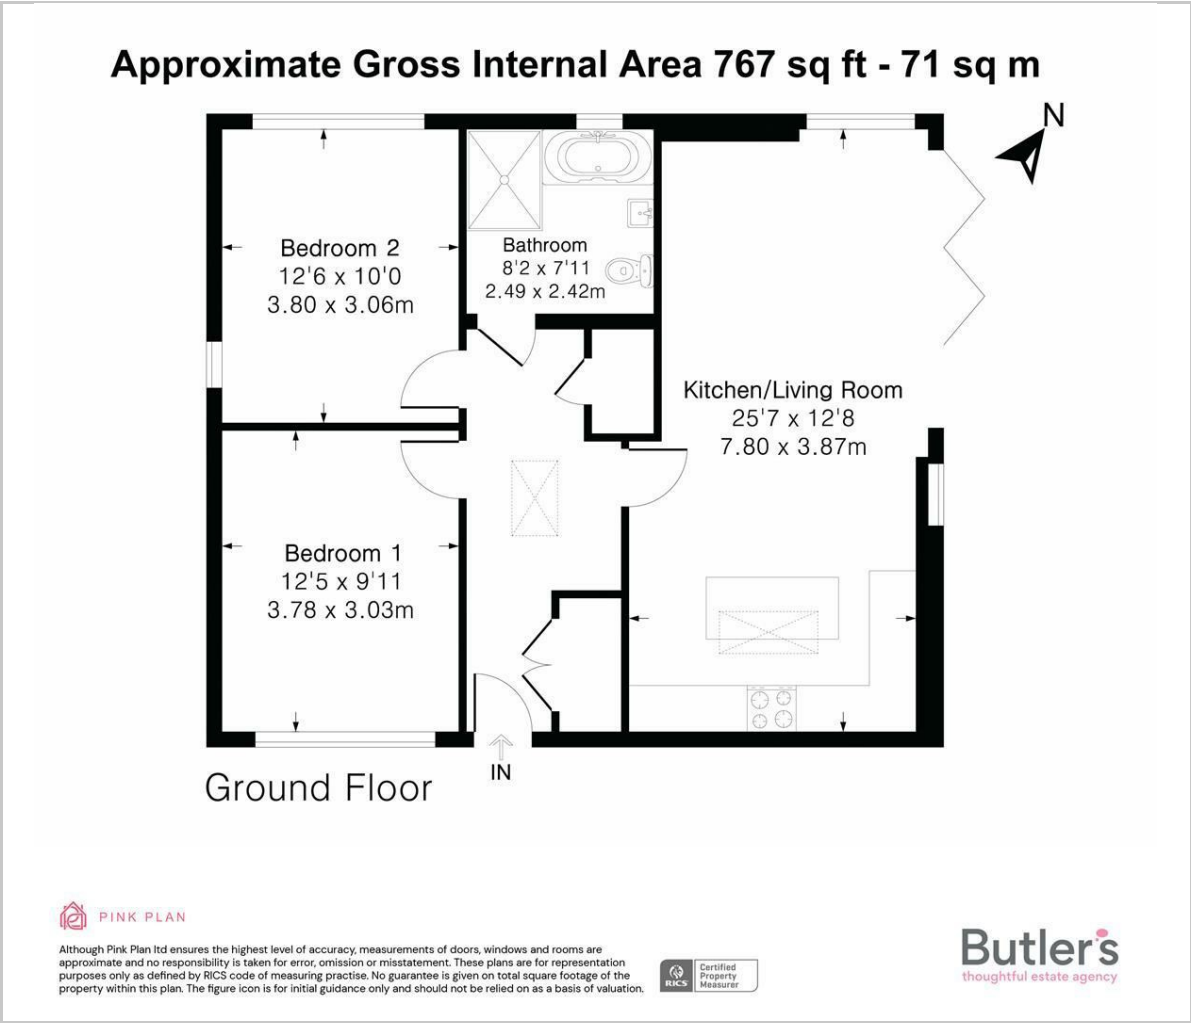 Approximate Gross Internal Area 767 sq ft - 71 sq m
N
Bedroom 2
12'6 x 10'0
3.80 x 3.06m
Bathroom
8'2 x 7'11
2.49 x 2.42m
Kitchen/Living Room
25'7 x 12'8
7.80 x 3.87m
Bedroom 1
12'5 x 9'11
3.78 x 3.03m
IN
Ground Floor
PINK PLAN
Although Pink Plan ltd ensures the highest level of accuracy, measurements of doors, windows and rooms are
approximate and no responsibility is taken for error, omission or misstatement. These plans are for representation
purposes only as defined by RICS code of measuring practise. No guarantee is given on total square footage of the
property within this plan. The figure icon is for initial guidance only and should not be relied on as a basis of valuation.
RICS
Certified
Property
Measurer
Butler's
thoughtful estate agency